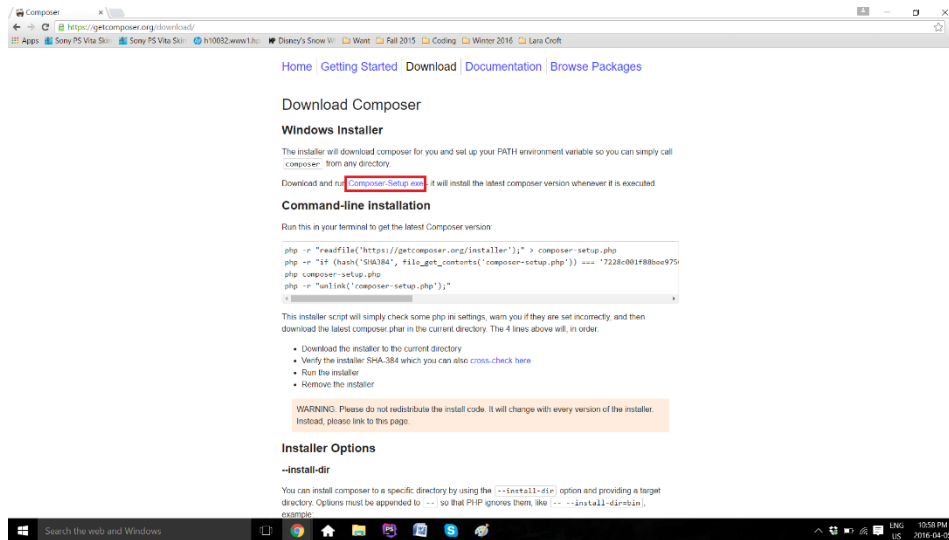 Composer
https://getcomposer.org/download/
Apps Sony PS Vita Skin Sony PS Vita Skin h10032.www1.hp Disney's Snow W Want Fall 2015 Coding Winter 2016 Lara Croft
Home Getting Started Download Documentation Browse Packages
Download Composer
Windows Installer
The installer will download composer for you and set up your PATH environment variable so you can simply call
composer from any directory.
Download and run Composer-Setup.exe - it will install the latest composer version whenever it is executed.
Command-line installation
Run this in your terminal to get the latest Composer version:
php -r "readfile('https://getcomposer.org/installer');" > composer-setup.php
php -r "if (hash('SHA384', file_get_contents('composer-setup.php')) === '7228c001f88bee975
php composer-setup.php
php -r "unlink('composer-setup.php');"
This installer script will simply check some php.ini settings, warn you if they are set incorrectly, and then
download the latest composer.phar in the current directory. The 4 lines above will, in order:
• Download the installer to the current directory
• Verify the installer SHA-384 which you can also cross-check here
• Run the installer
• Remove the installer
WARNING: Please do not redistribute the install code. It will change with every version of the installer.
Instead, please link to this page.
Installer Options
--install-dir
You can install composer to a specific directory by using the --install-dir option and providing a target
directory. Options must be appended to -- so that PHP ignores them, like -- --install-dir=bin,
example:
Search the web and Windows
ENG 10:58 PM
US